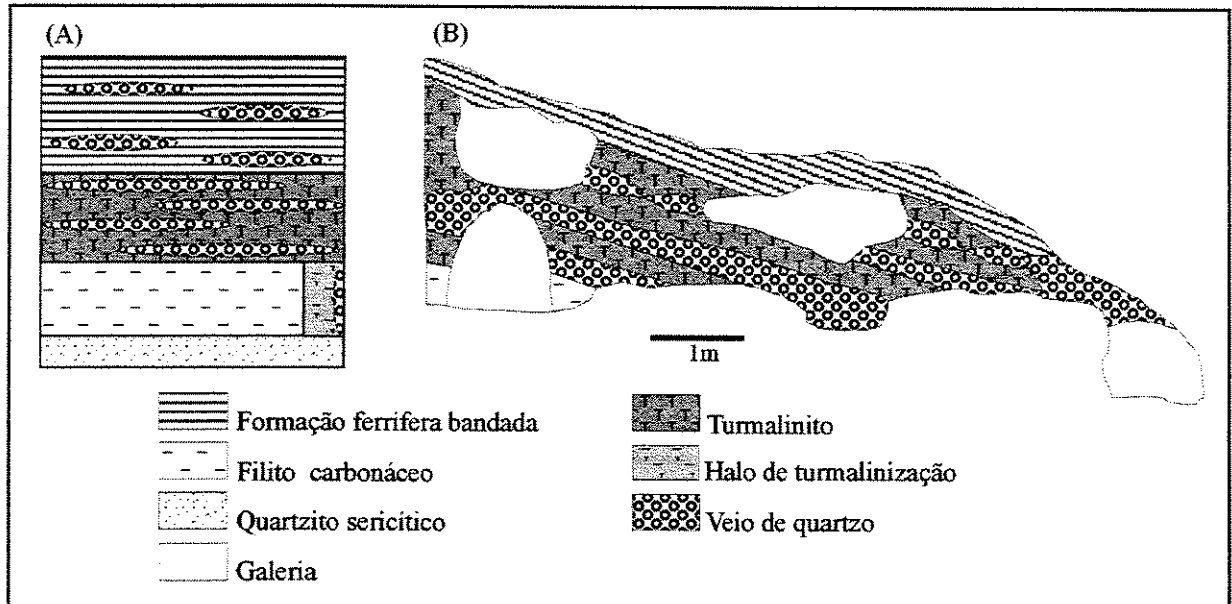 (A)
(B)
1m
Formação ferrífera bandada
Filito carbonáceo
Quartzito sericítico
Galeria
Turmalinito
Halo de turmalinização
Veio de quartzo